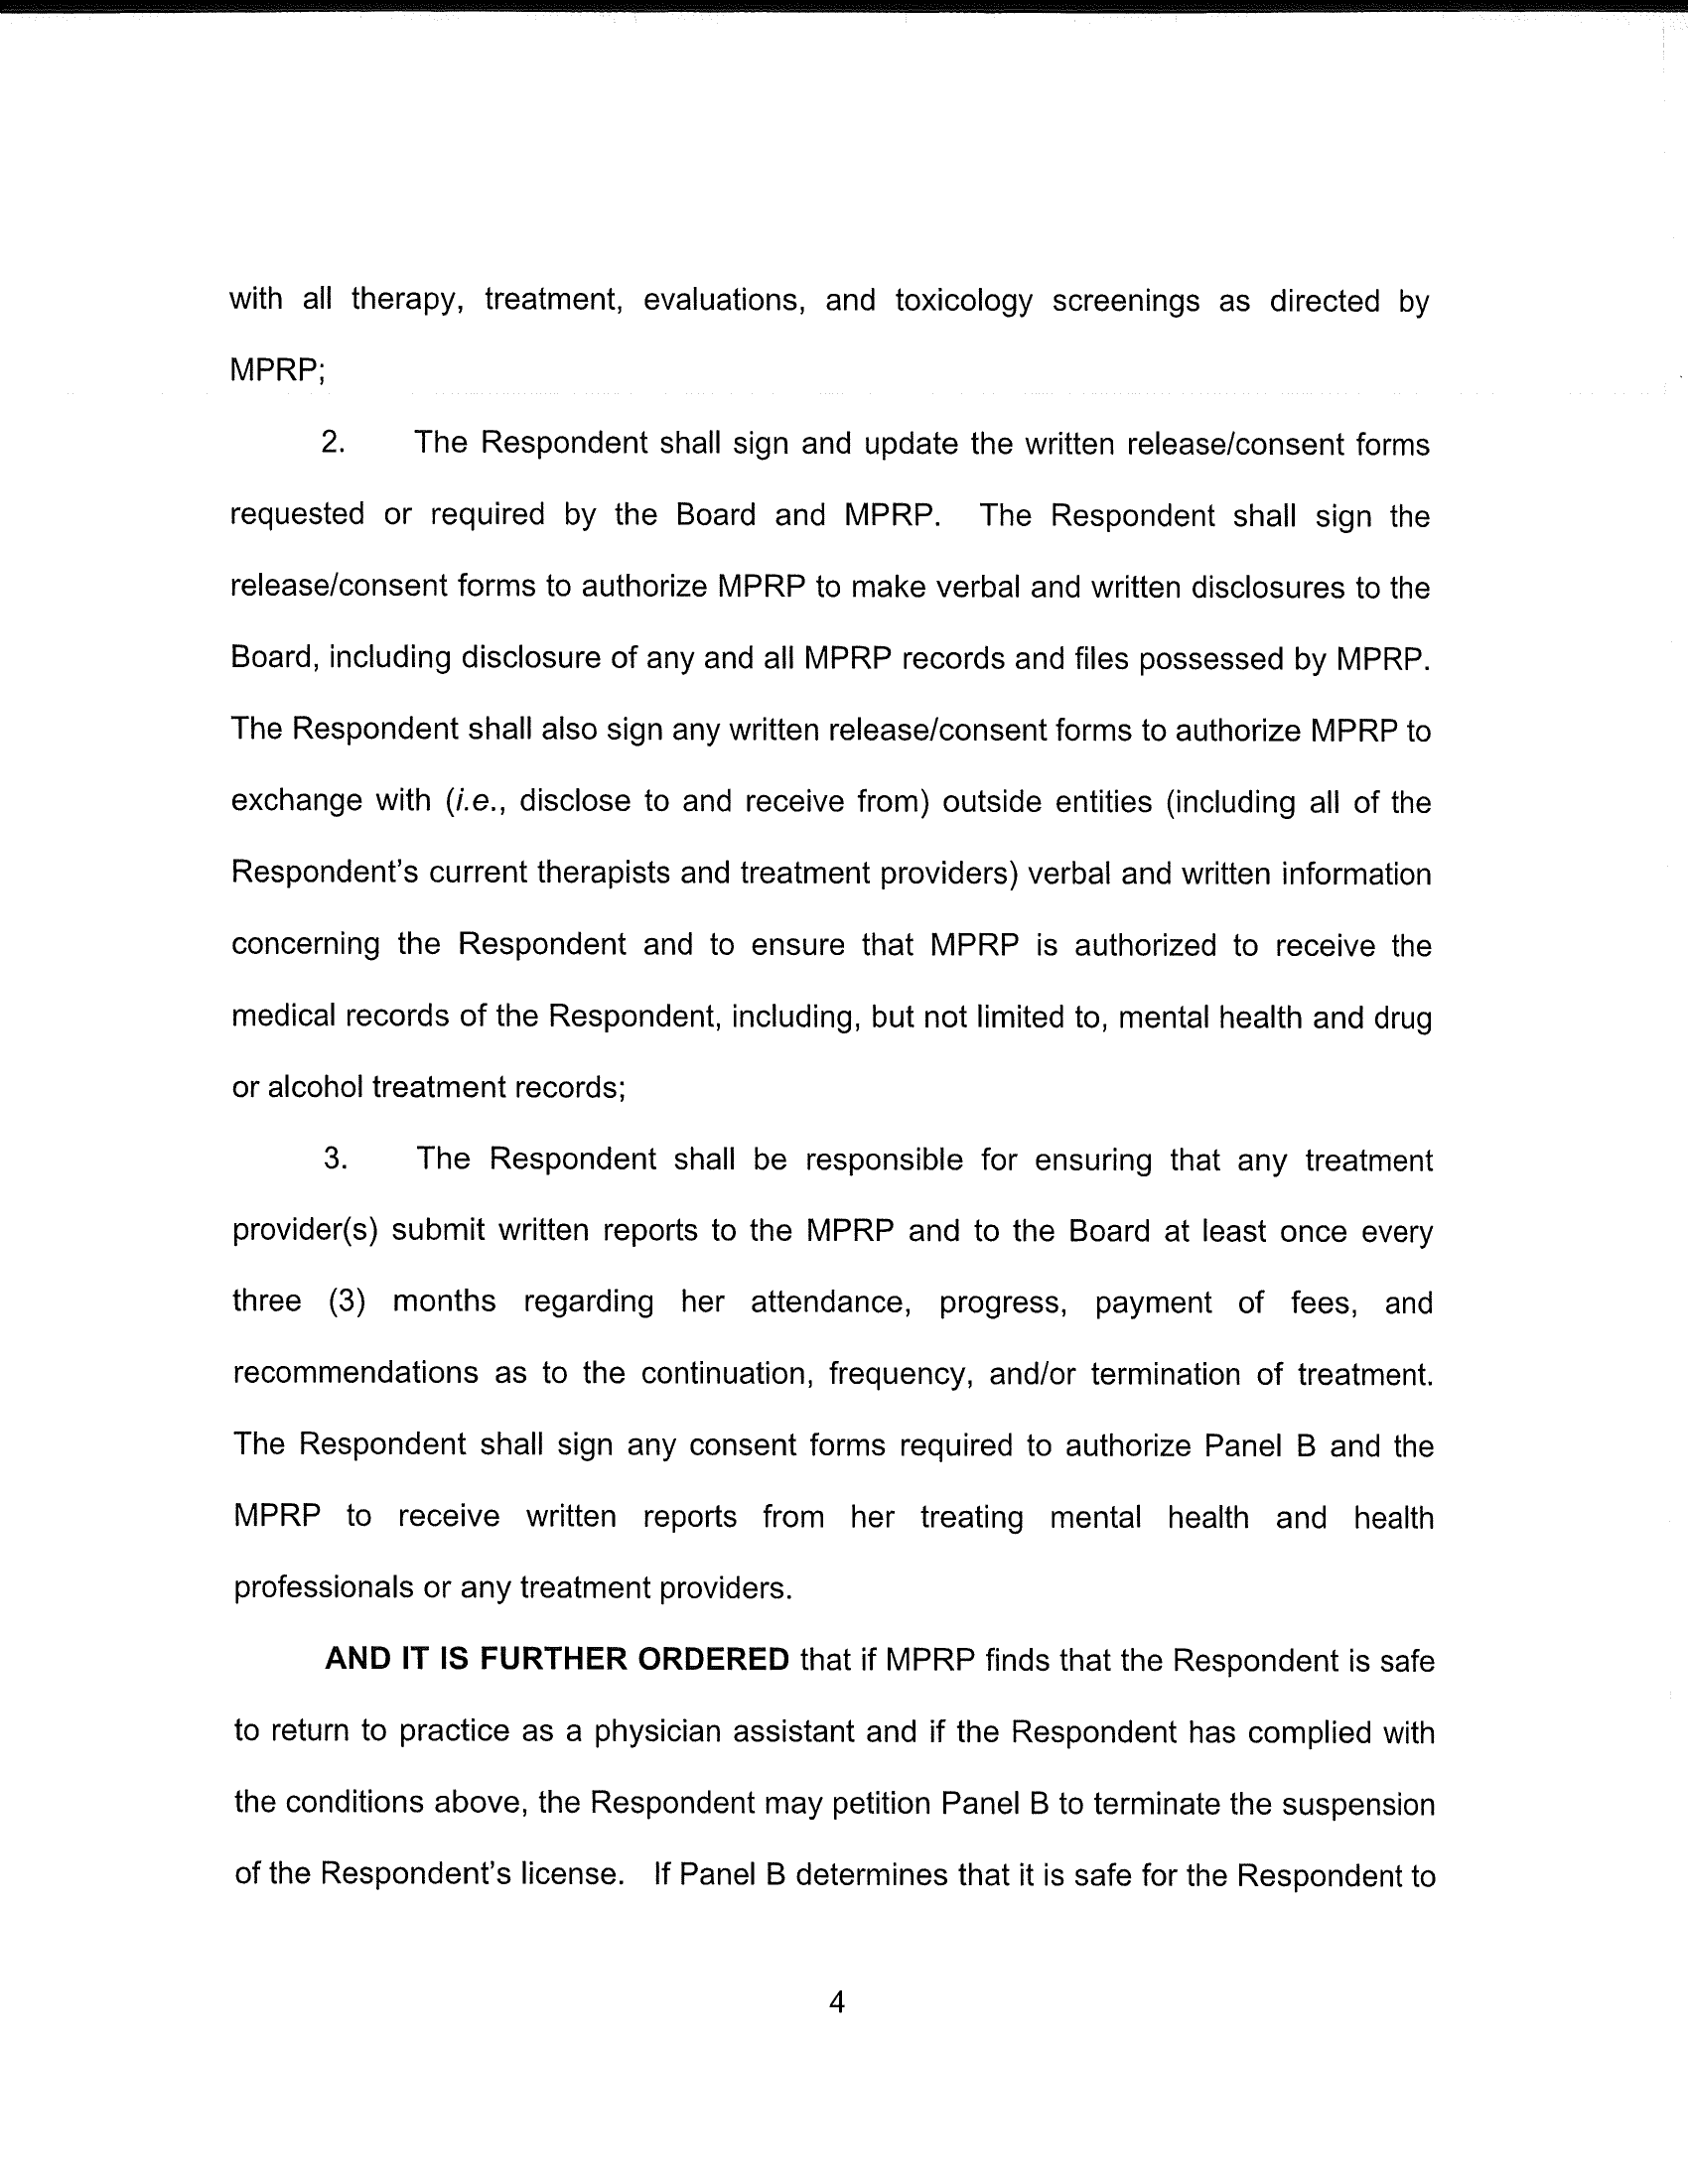 with all therapy, treatment, evaluations, and toxicology screenings as directed by
MPRP;
2. The Respondent shall sign and update the written release/consent forms
requested or required by the Board and MPRP. The Respondent shall sign the
release/consent forms to authorize MPRP to make verbal and written disclosures to the
Board, including disclosure of any and all MPRP records and files possessed by MPRP.
The Respondent shall also sign any written release/consent forms to authorize MPRP to
exchange with (i.e., disclose to and receive from) outside entities (including all of the
Respondent's current therapists and treatment providers) verbal and written information
concerning the Respondent and to ensure that MPRP is authorized to receive the
medical records of the Respondent, including, but not limited to, mental health and drug
or alcohol treatment records;
3. The Respondent shall be responsible for ensuring that any treatment
provider(s) submit written reports to the MPRP and to the Board at least once every
three (3) months regarding her attendance, progress, payment of fees, and
recommendations as to the continuation, frequency, and/or termination of treatment.
The Respondent shall sign any consent forms required to authorize Panel B and the
MPRP to receive written reports from her treating mental health and health
professionals or any treatment providers.
AND IT IS FURTHER ORDERED that if MPRP finds that the Respondent is safe
to return to practice as a physician assistant and if the Respondent has complied with
the conditions above, the Respondent may petition Panel B to terminate the suspension
of the Respondent's license. If Panel B determines that it is safe for the Respondent to
4